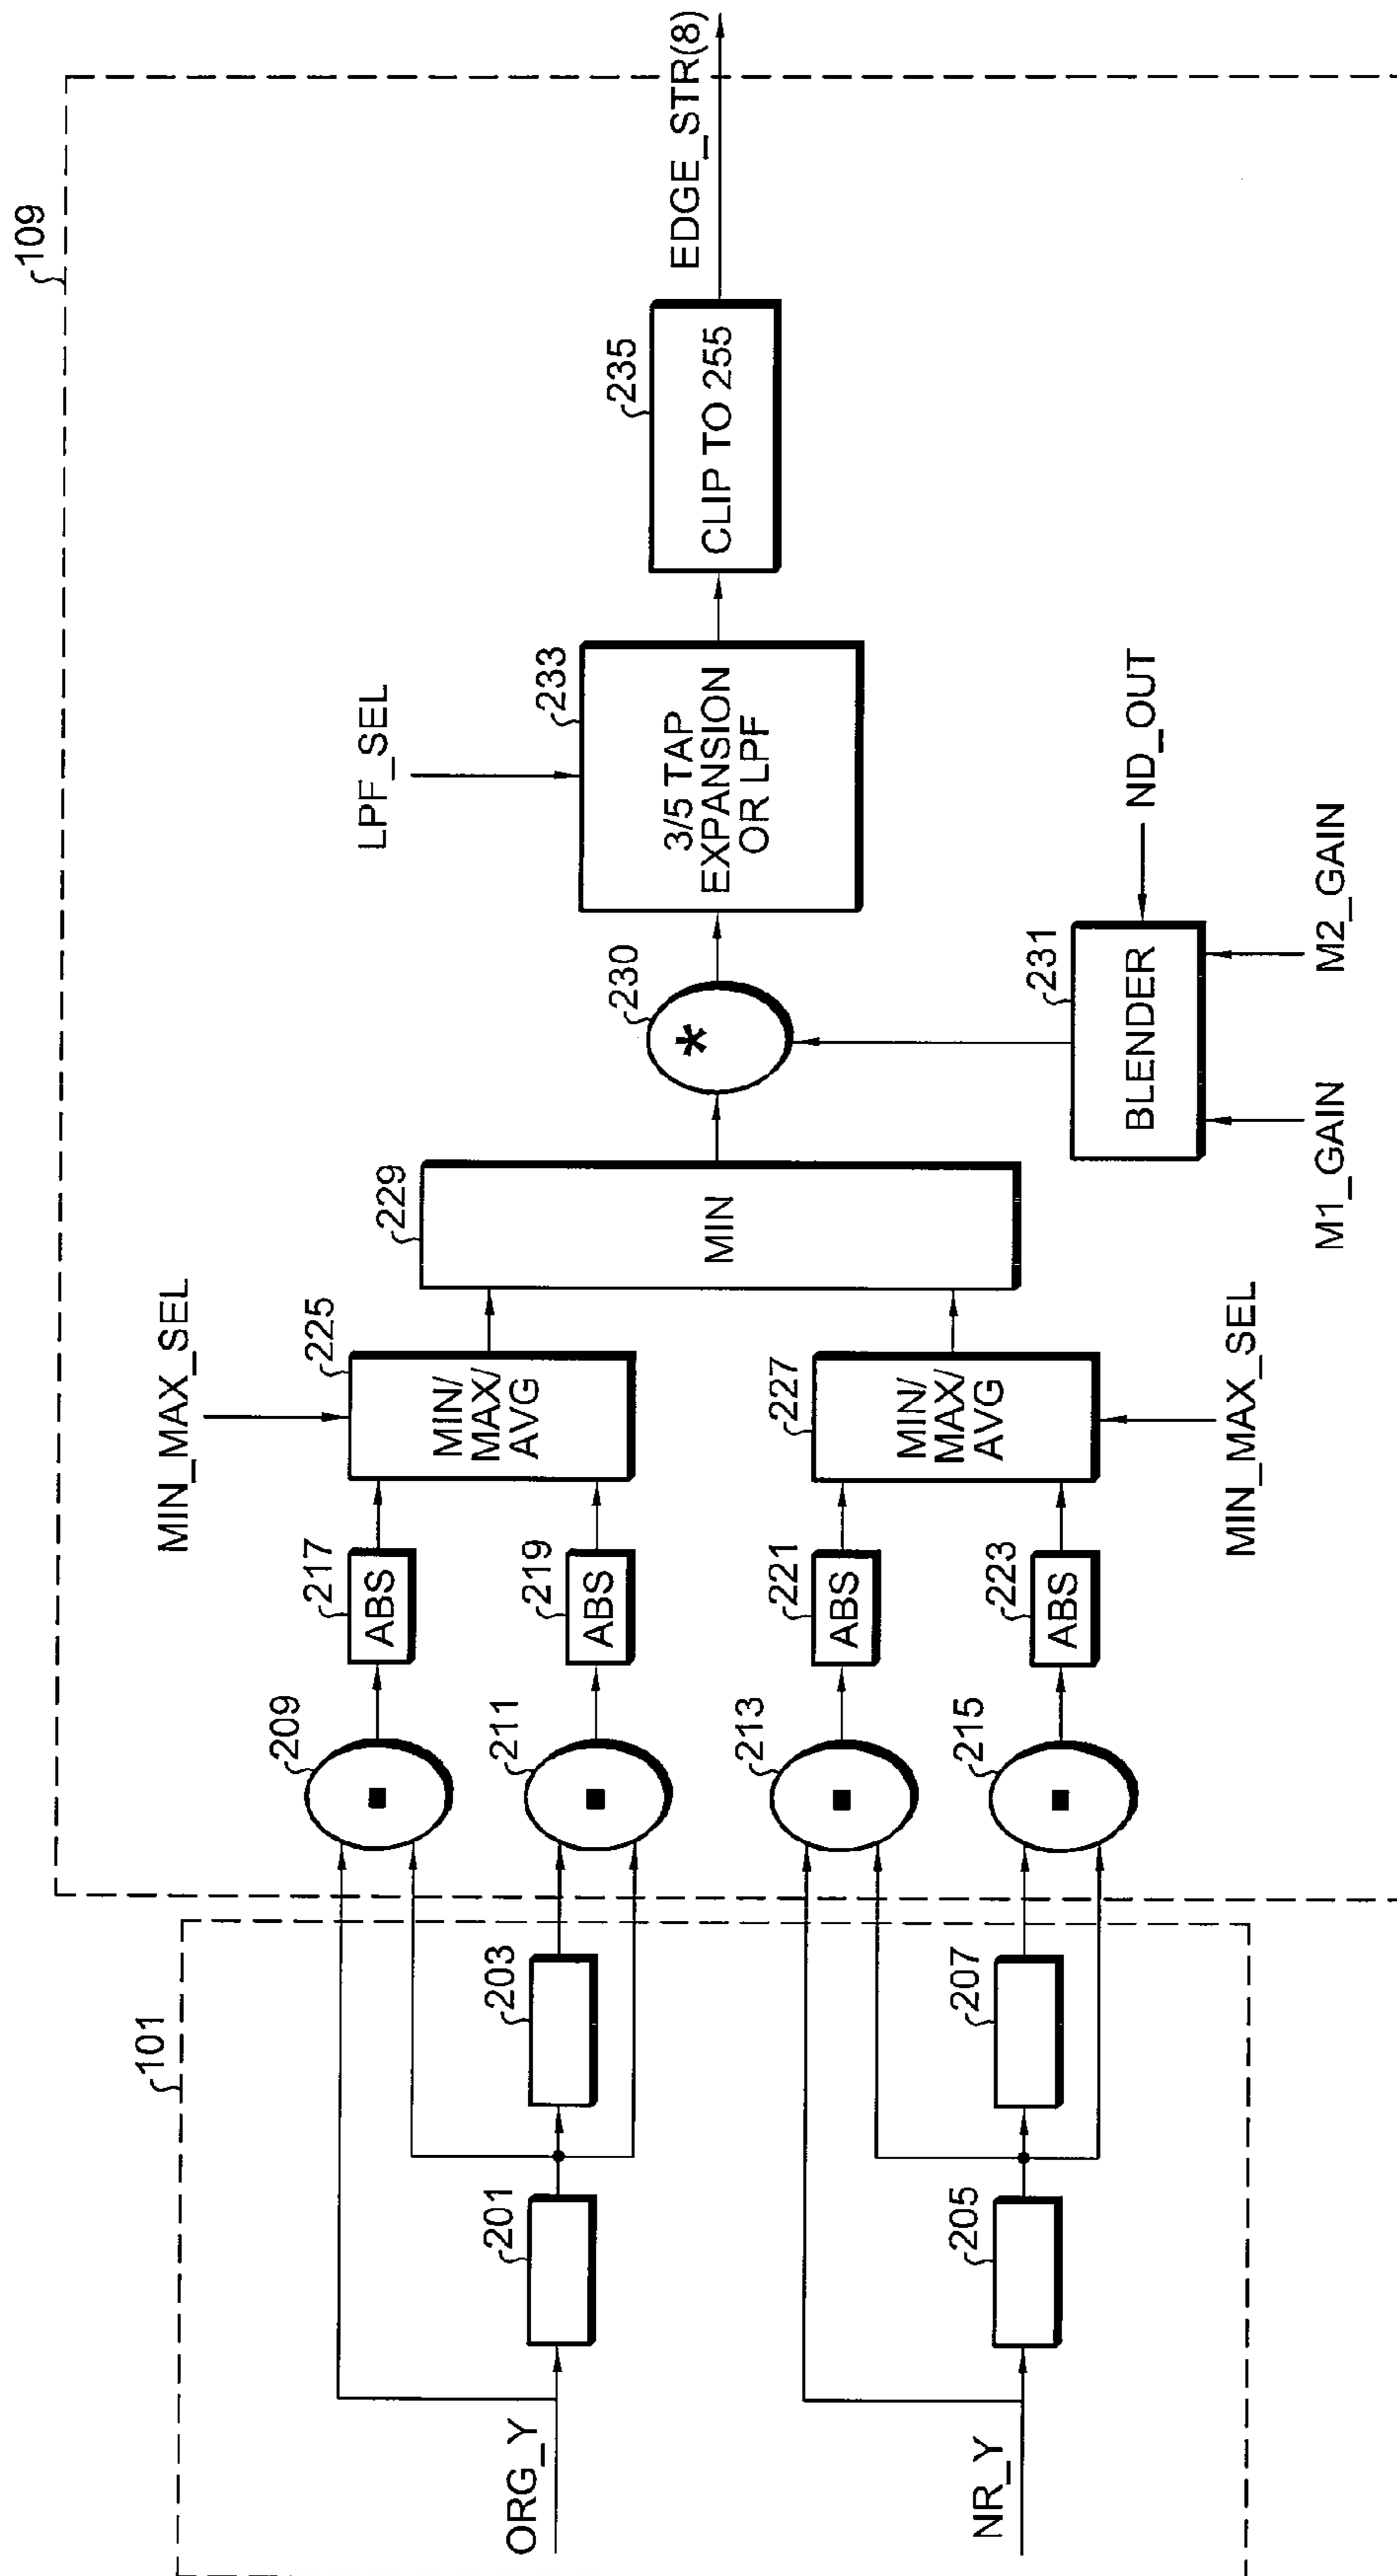 109
101
ORG_Y
201
203
NR_Y
205
207
209
211
213
215
217
ABS
219
ABS
221
ABS
223
ABS
MIN_MAX_SEL
225
MIN/
MAX/
AVG
227
MIN/
MAX/
AVG
MIN_MAX_SEL
229
MIN
230
*
231
BLENDER
M1_GAIN
M2_GAIN
ND_OUT
LPF_SEL
233
3/5 TAP
EXPANSION
OR LPF
235
CLIP TO 255
EDGE_STR(8)